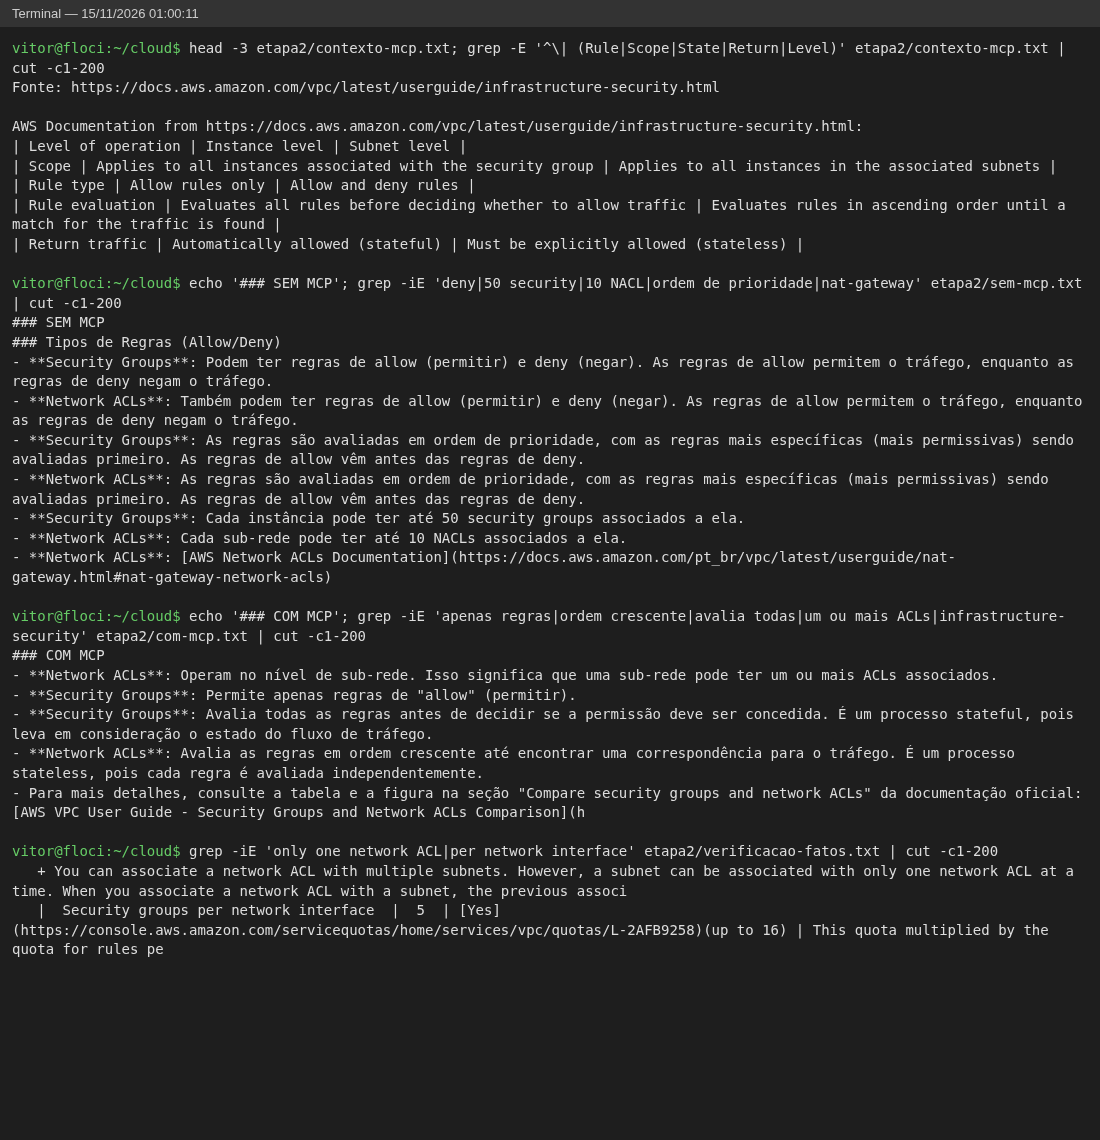 Terminal — 15/11/2026 01:00:11
vitor@floci:~/cloud$ head -3 etapa2/contexto-mcp.txt; grep -E '^\| (Rule|Scope|State|Return|Level)' etapa2/contexto-mcp.txt |
cut -c1-200
Fonte: https://docs.aws.amazon.com/vpc/latest/userguide/infrastructure-security.html
AWS Documentation from https://docs.aws.amazon.com/vpc/latest/userguide/infrastructure-security.html:
| Level of operation | Instance level | Subnet level |
| Scope | Applies to all instances associated with the security group | Applies to all instances in the associated subnets |
| Rule type | Allow rules only | Allow and deny rules |
| Rule evaluation | Evaluates all rules before deciding whether to allow traffic | Evaluates rules in ascending order until a
match for the traffic is found |
| Return traffic | Automatically allowed (stateful) | Must be explicitly allowed (stateless) |
vitor@floci:~/cloud$ echo '### SEM MCP'; grep -iE 'deny|50 security|10 NACL|ordem de prioridade|nat-gateway' etapa2/sem-mcp.txt
| cut -c1-200
### SEM MCP
### Tipos de Regras (Allow/Deny)
- **Security Groups**: Podem ter regras de allow (permitir) e deny (negar). As regras de allow permitem o tráfego, enquanto as
regras de deny negam o tráfego.
- **Network ACLs**: Também podem ter regras de allow (permitir) e deny (negar). As regras de allow permitem o tráfego, enquanto
as regras de deny negam o tráfego.
- **Security Groups**: As regras são avaliadas em ordem de prioridade, com as regras mais específicas (mais permissivas) sendo
avaliadas primeiro. As regras de allow vêm antes das regras de deny.
- **Network ACLs**: As regras são avaliadas em ordem de prioridade, com as regras mais específicas (mais permissivas) sendo
avaliadas primeiro. As regras de allow vêm antes das regras de deny.
- **Security Groups**: Cada instância pode ter até 50 security groups associados a ela.
- **Network ACLs**: Cada sub-rede pode ter até 10 NACLs associados a ela.
- **Network ACLs**: [AWS Network ACLs Documentation](https://docs.aws.amazon.com/pt_br/vpc/latest/userguide/nat-
gateway.html#nat-gateway-network-acls)
vitor@floci:~/cloud$ echo '### COM MCP'; grep -iE 'apenas regras|ordem crescente|avalia todas|um ou mais ACLs|infrastructure-
security' etapa2/com-mcp.txt | cut -c1-200
### COM MCP
- **Network ACLs**: Operam no nível de sub-rede. Isso significa que uma sub-rede pode ter um ou mais ACLs associados.
- **Security Groups**: Permite apenas regras de "allow" (permitir).
- **Security Groups**: Avalia todas as regras antes de decidir se a permissão deve ser concedida. É um processo stateful, pois
leva em consideração o estado do fluxo de tráfego.
- **Network ACLs**: Avalia as regras em ordem crescente até encontrar uma correspondência para o tráfego. É um processo
stateless, pois cada regra é avaliada independentemente.
- Para mais detalhes, consulte a tabela e a figura na seção "Compare security groups and network ACLs" da documentação oficial:
[AWS VPC User Guide - Security Groups and Network ACLs Comparison](h
vitor@floci:~/cloud$ grep -iE 'only one network ACL|per network interface' etapa2/verificacao-fatos.txt | cut -c1-200
+ You can associate a network ACL with multiple subnets. However, a subnet can be associated with only one network ACL at a
time. When you associate a network ACL with a subnet, the previous associ
|  Security groups per network interface  |  5  | [Yes]
(https://console.aws.amazon.com/servicequotas/home/services/vpc/quotas/L-2AFB9258)(up to 16) | This quota multiplied by the
quota for rules pe